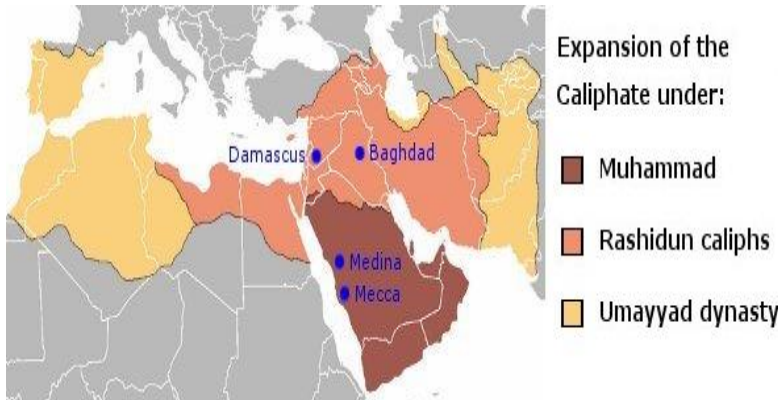 Expansion of the
Caliphate under:
Muhammad
Rashidun caliphs
Umayyad dynasty
Damascus
Baghdad
Medina
Mecca